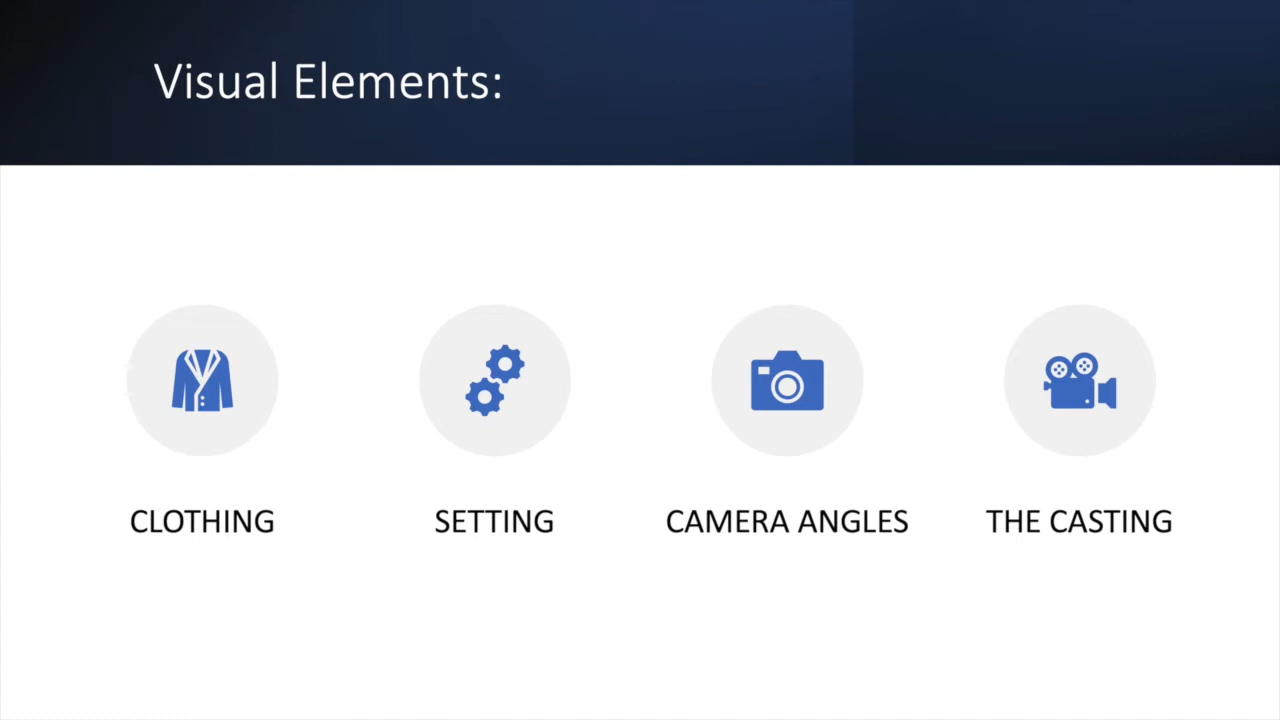 Visual Elements:
CLOTHING
SETTING
CAMERA ANGLES
THE CASTING